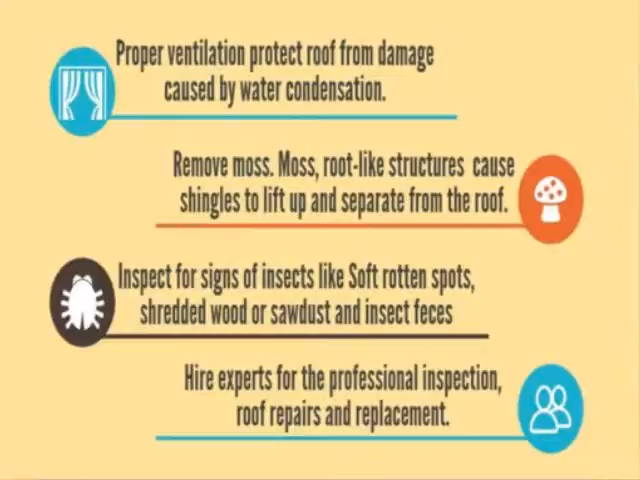 Proper ventilation protect roof from damage
caused by water condensation.
Remove moss. Moss, root-like structures cause
shingles to lift up and separate from the roof.
Inspect for signs of insects like Soft rotten spots,
shredded wood or sawdust and insect feces
Hire experts for the professional inspection,
roof repairs and replacement.